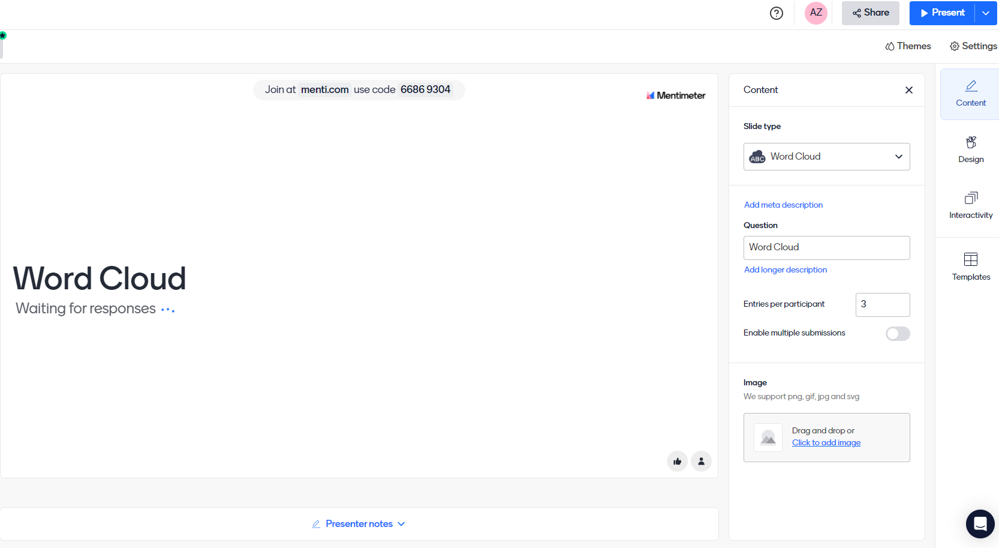 AZ
Share
Present
Themes
Settings
Join at menti.com use code 6686 9304
Mentimeter
Word Cloud
Waiting for responses
Presenter notes
Content
Slide type
ABC Word Cloud
Add meta description
Question
Word Cloud
Add longer description
Entries per participant 3
Enable multiple submissions
Image
We support png, gif, jpg and svg
Drag and drop or
Click to add image
Content
Design
Interactivity
Templates